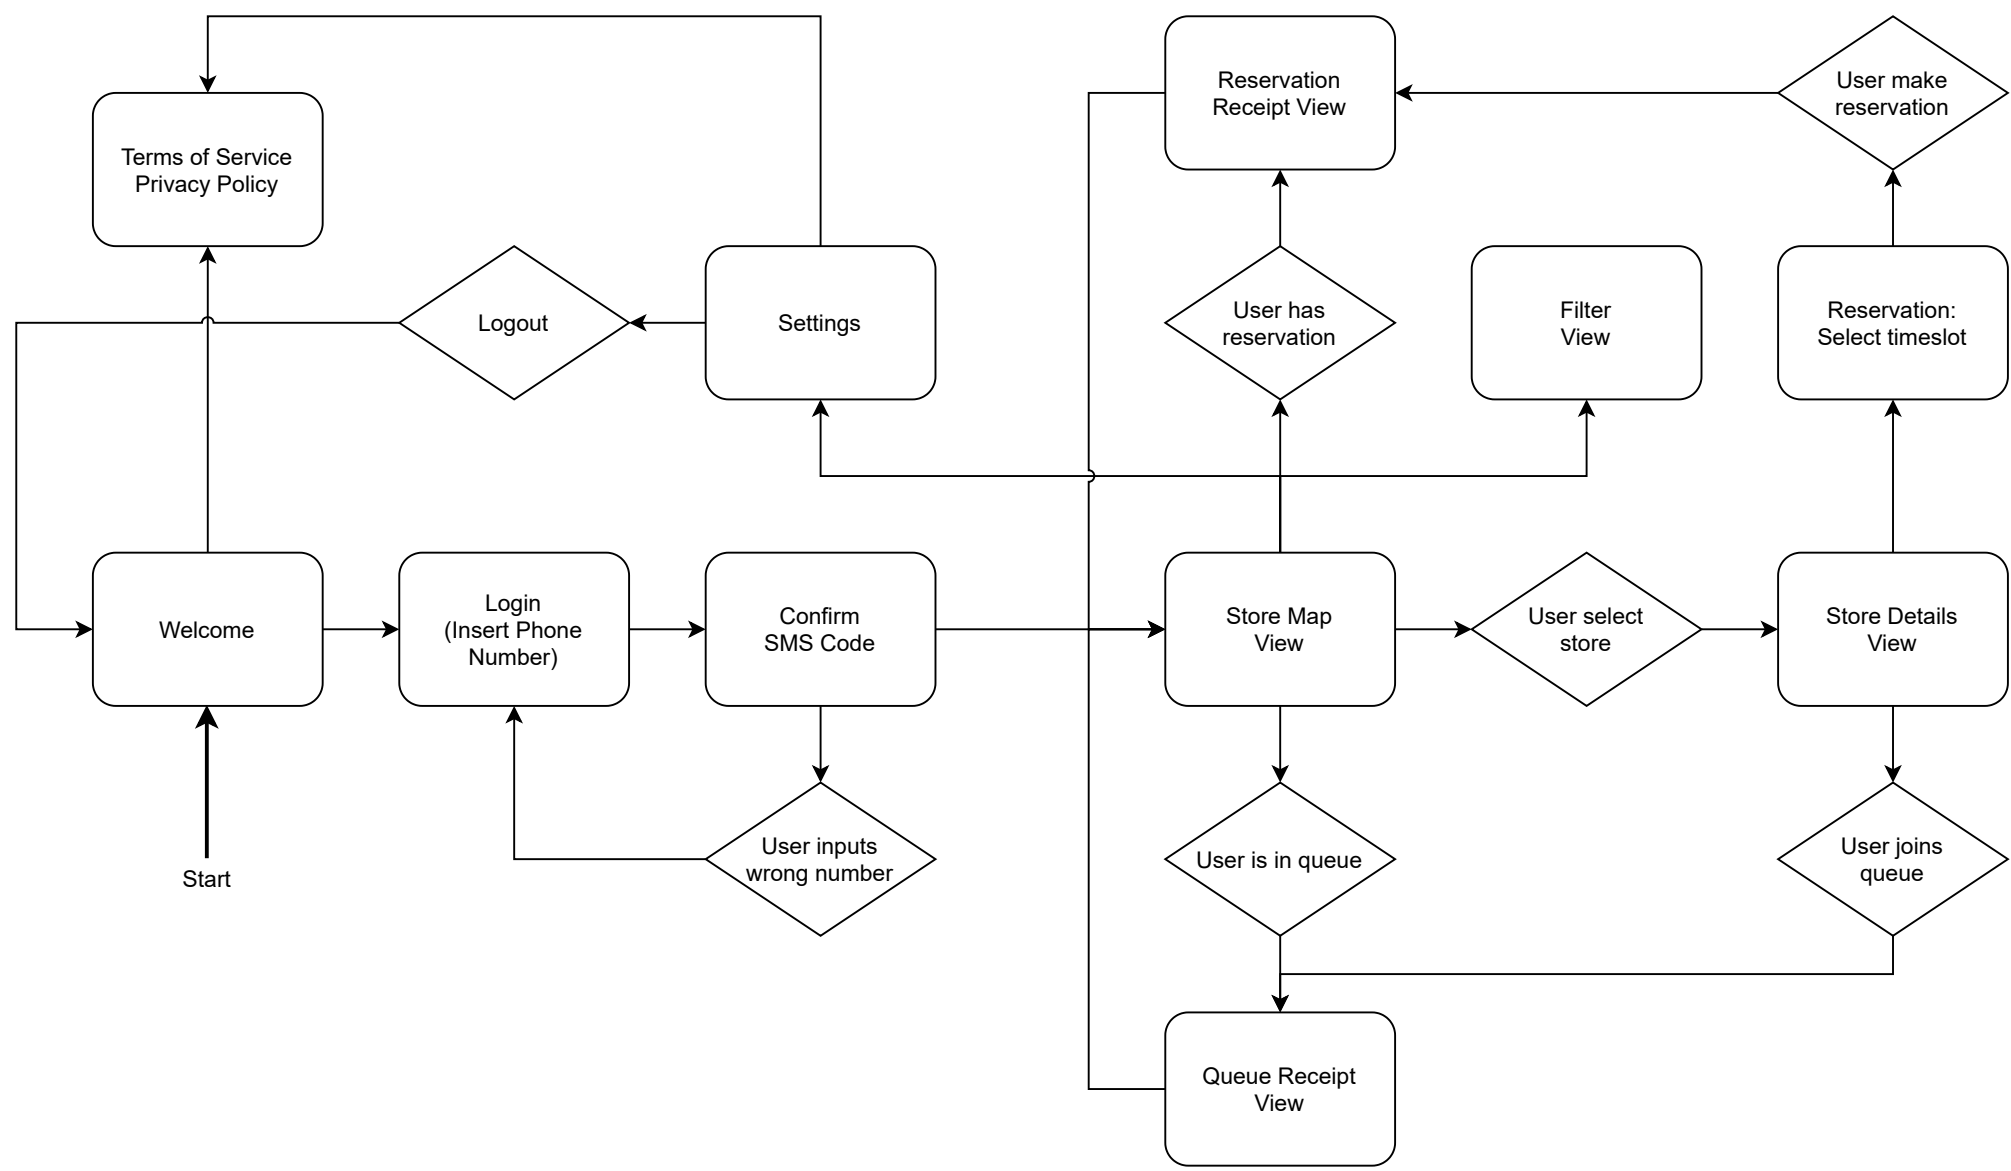 Reservation
Receipt View
User make
reservation
Terms of Service
Privacy Policy
Logout
Settings
User has
reservation
Filter
View
Reservation:
Select timeslot
Welcome
Login
(Insert Phone
Number)
Confirm
SMS Code
Store Map
View
User select
store
Store Details
View
Start
User inputs
wrong number
User is in queue
User joins
queue
Queue Receipt
View